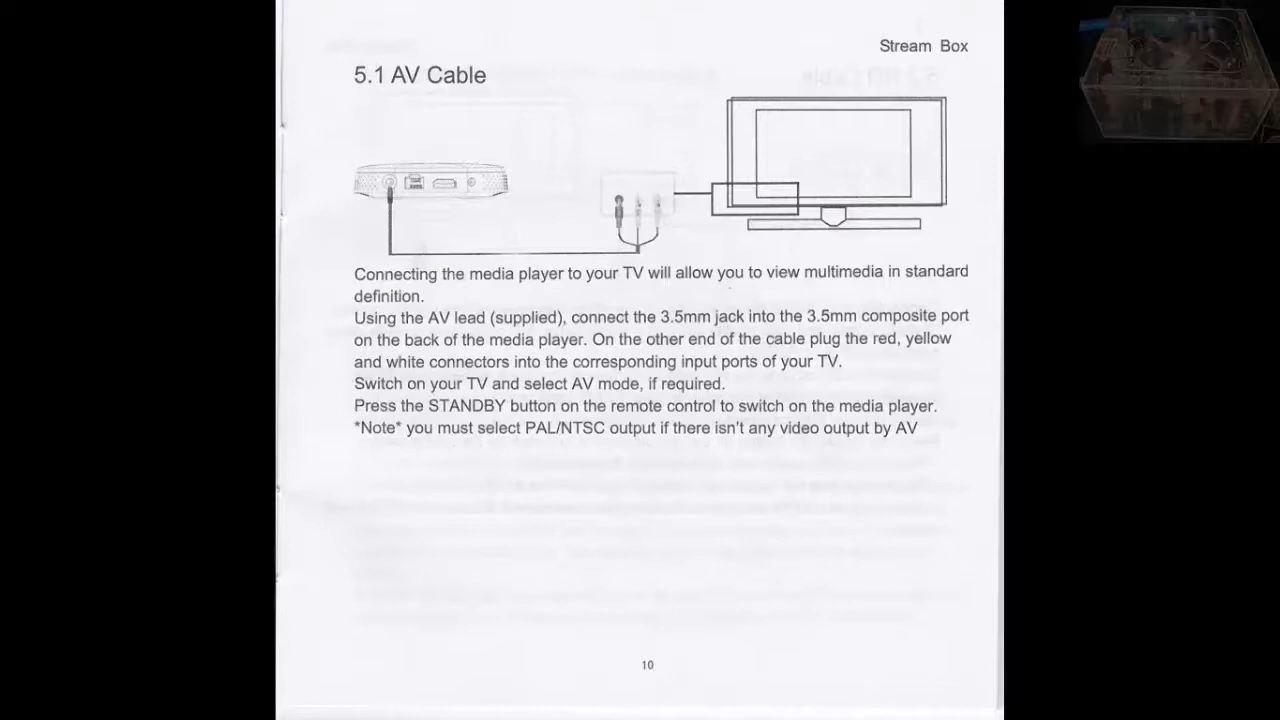 Stream Box
5.1 AV Cable
Connecting the media player to your TV will allow you to view multimedia in standard
definition.
Using the AV lead (supplied), connect the 3.5mm jack into the 3.5mm composite port
on the back of the media player. On the other end of the cable plug the red, yellow
and white connectors into the corresponding input ports of your TV.
Switch on your TV and select AV mode, if required.
Press the STANDBY button on the remote control to switch on the media player.
*Note* you must select PAL/NTSC output if there isn't any video output by AV
10